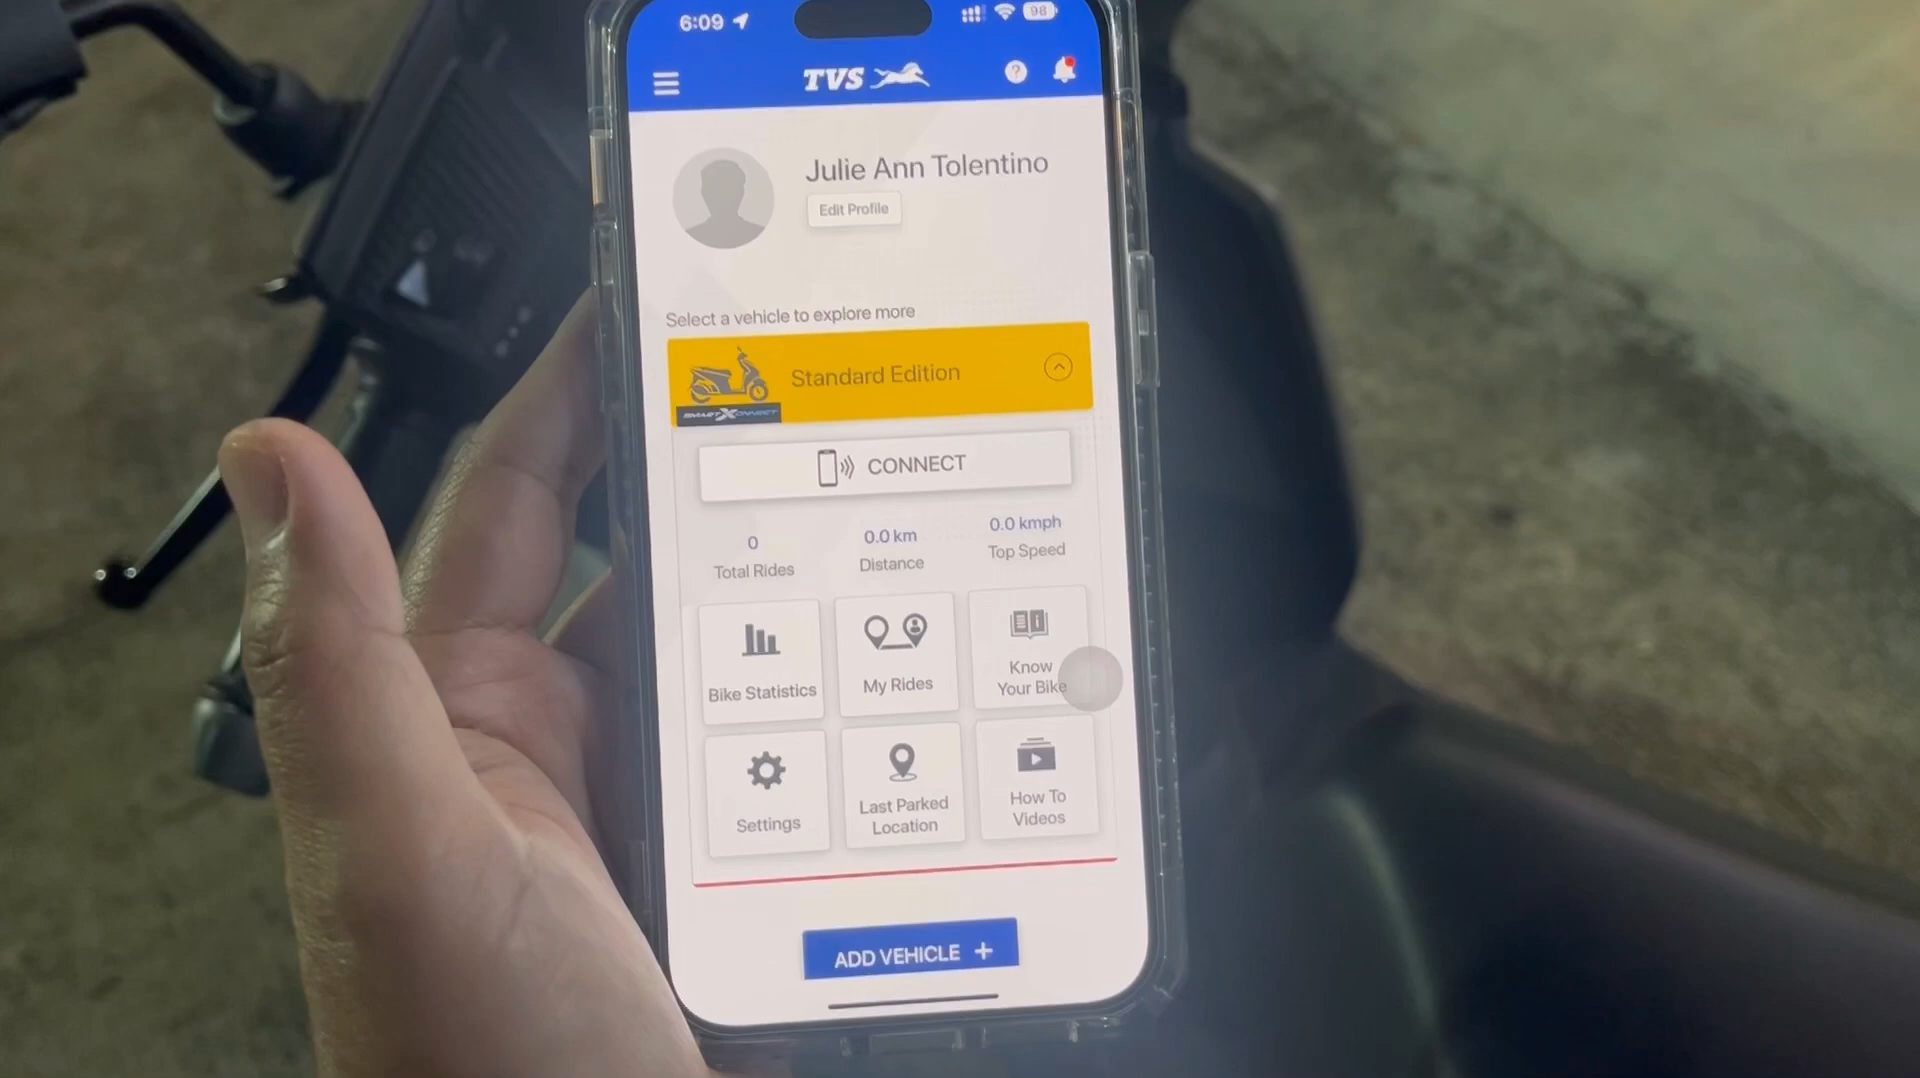 6:09
98
TVS
?
Julie Ann Tolentino
Edit Profile
Select a vehicle to explore more
Standard Edition
SMARTXONNECT
CONNECT
0
Total Rides
0.0 km
Distance
0.0 kmph
Top Speed
Bike Statistics
My Rides
Know
Your Bike
Settings
Last Parked
Location
How To
Videos
ADD VEHICLE +